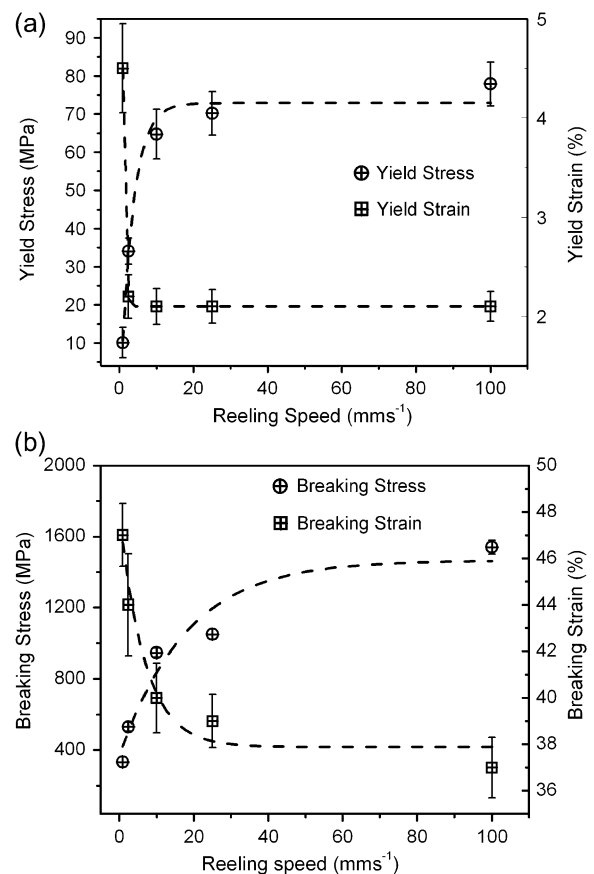 (a)
90
80
70
60
50
40
30
20
10
Yield Stress (MPa)
5
4
3
2
Yield Strain (%)
Yield Stress
Yield Strain
0 20 40 60 80 100
Reeling Speed (mms⁻¹)
(b)
2000
1600
1200
800
400
Breaking Stress (MPa)
50
48
46
44
42
40
38
36
Breaking Strain (%)
Breaking Stress
Breaking Strain
0 20 40 60 80 100
Reeling speed (mms⁻¹)